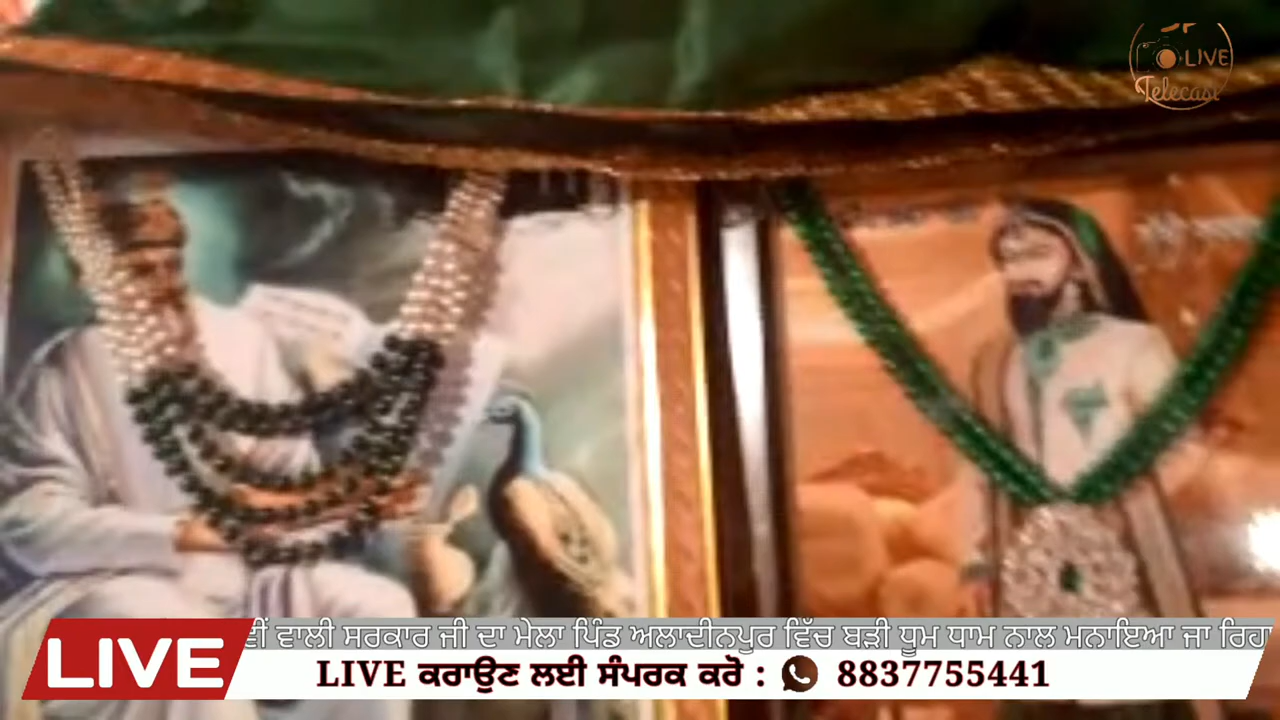 LIVE
Telecast
ਵੀਂ ਵਾਲੀ ਸਰਕਾਰ ਜੀ ਦਾ ਮੇਲਾ ਪਿੰਡ ਅਲਾਦੀਨਪੁਰ ਵਿੱਚ ਬੜੀ ਧੂਮ ਧਾਮ ਨਾਲ ਮਨਾਇਆ ਜਾ ਰਿਹਾ
LIVE
LIVE ਕਰਾਉਣ ਲਈ ਸੰਪਰਕ ਕਰੋ : 8837755441